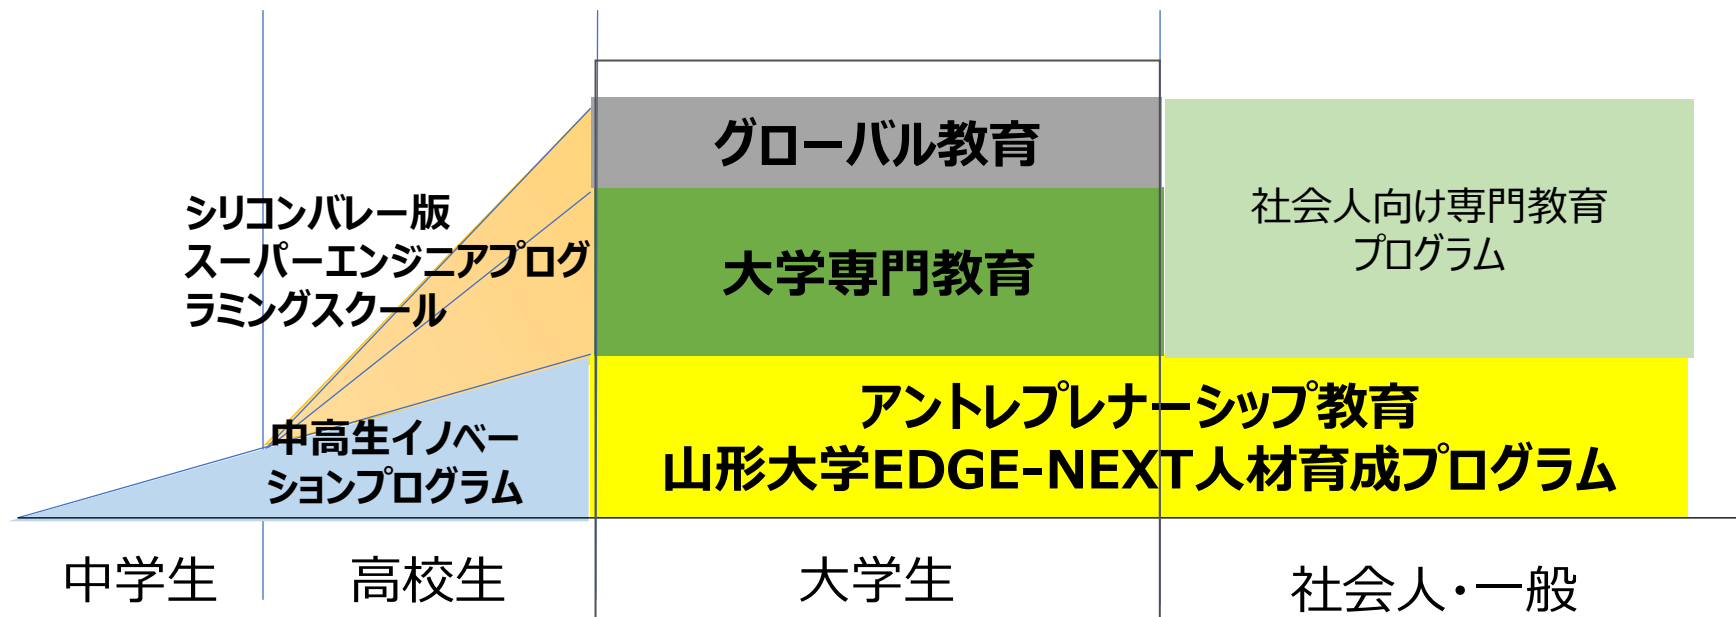 グローバル教育
シリコンバレー版
スーパーエンジニアプログ
ラミングスクール
大学専門教育
社会人向け専門教育
プログラム
中高生イノベー
ションプログラム
アントレプレナーシップ教育
山形大学EDGE-NEXT人材育成プログラム
中学生
高校生
大学生
社会人・一般